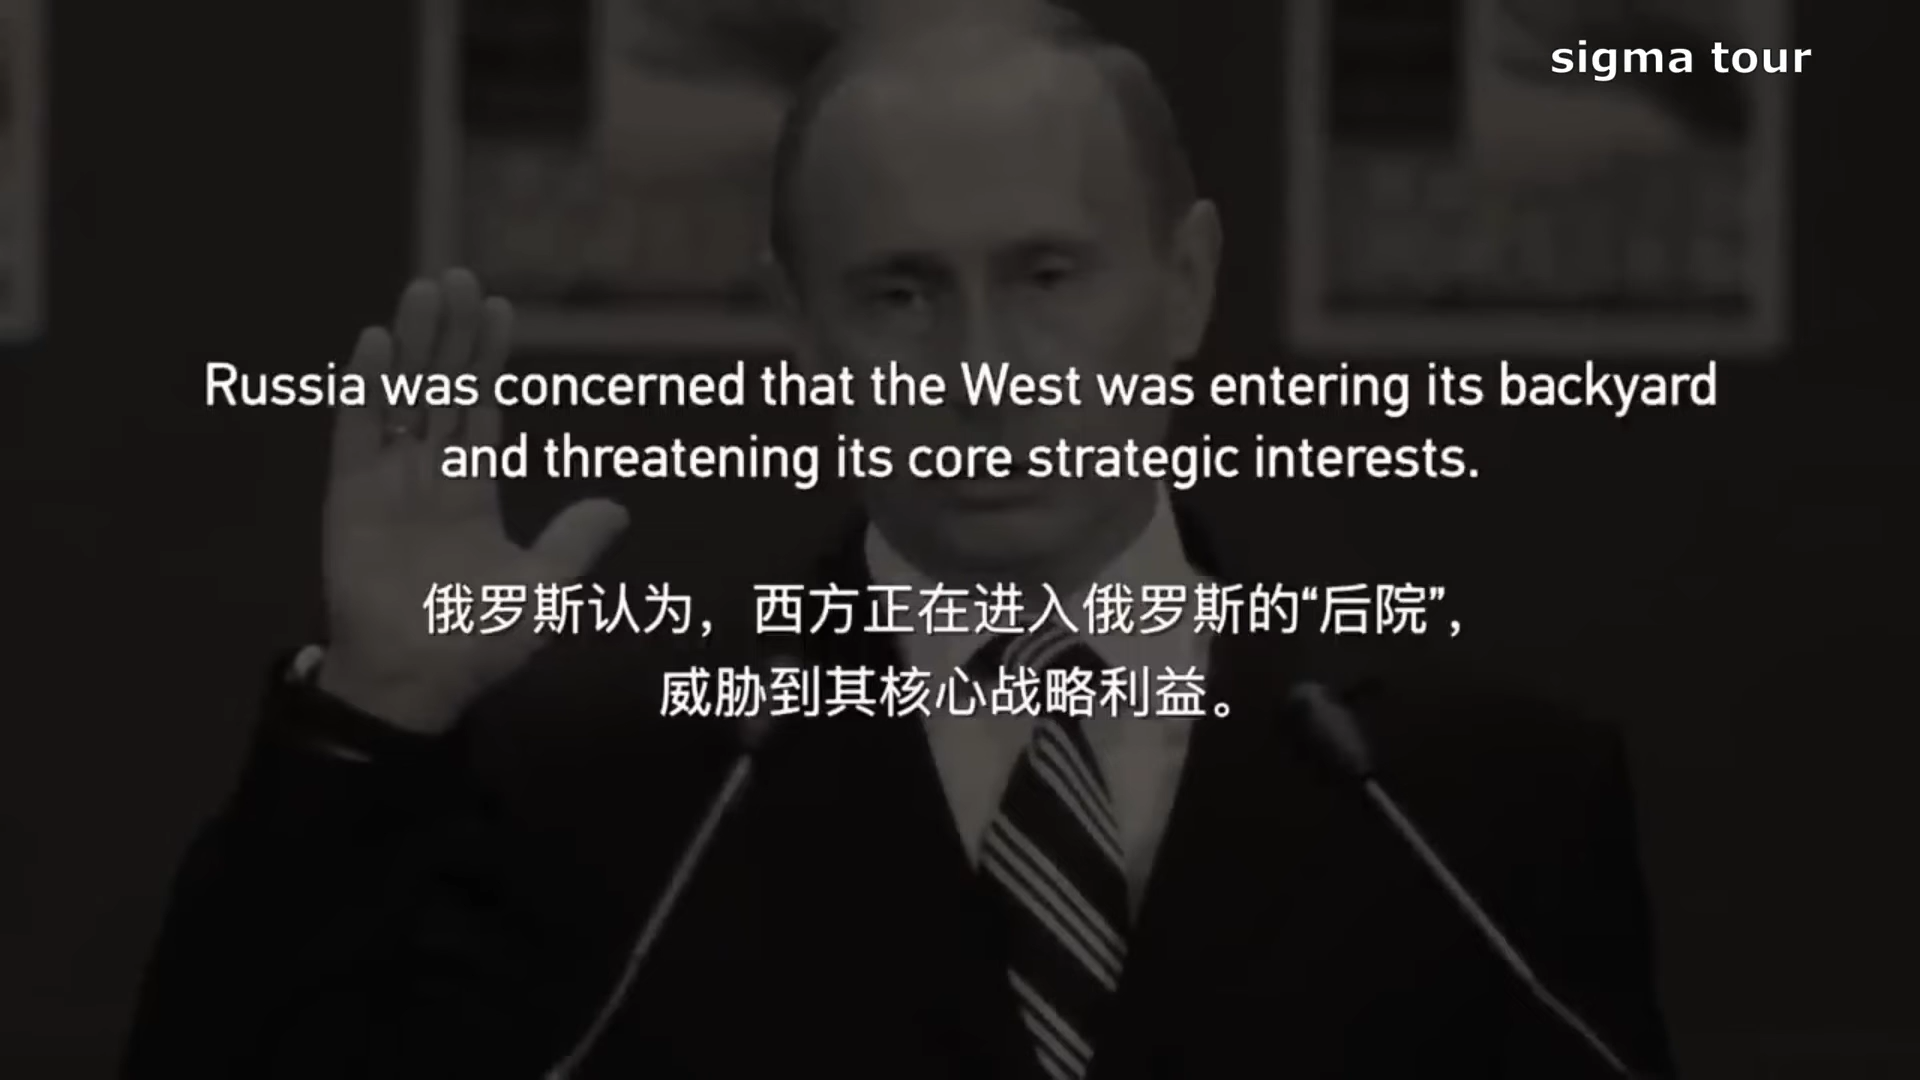 sigma tour
Russia was concerned that the West was entering its backyard
and threatening its core strategic interests.
俄罗斯认为，西方正在进入俄罗斯的“后院”，
威胁到其核心战略利益。